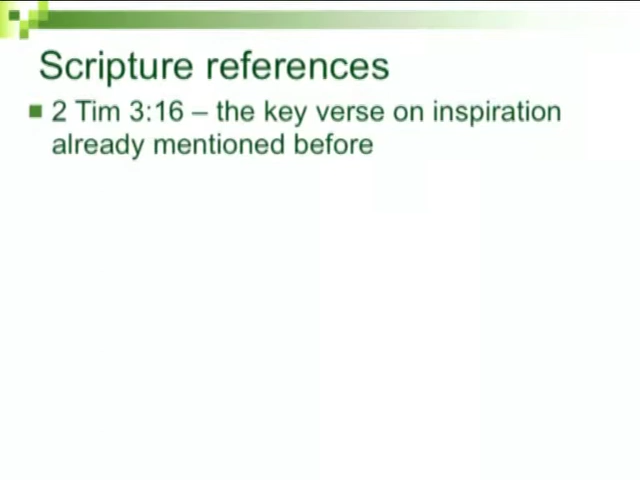 Scripture references
2 Tim 3:16 – the key verse on inspiration
already mentioned before